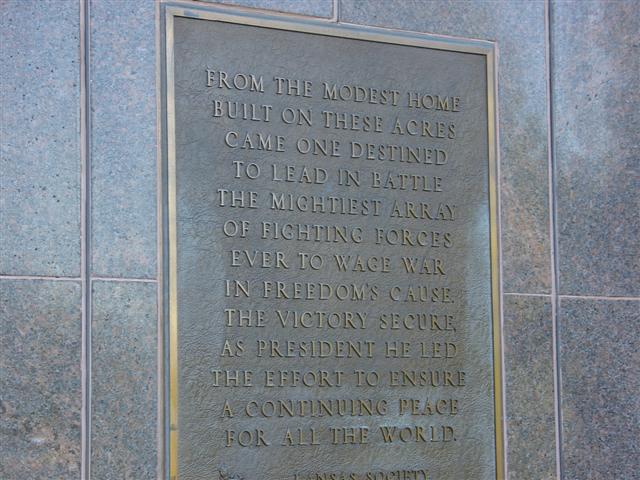 FROM THE MODEST HOME
BUILT ON THESE ACRES
CAME ONE DESTINED
TO LEAD IN BATTLE
THE MIGHTIEST ARRAY
OF FIGHTING FORCES
EVER TO WAGE WAR
IN FREEDOM'S CAUSE.
THE VICTORY SECURE,
AS PRESIDENT HE LED
THE EFFORT TO ENSURE
A CONTINUING PEACE
FOR ALL THE WORLD.
KANSAS SOCIETY